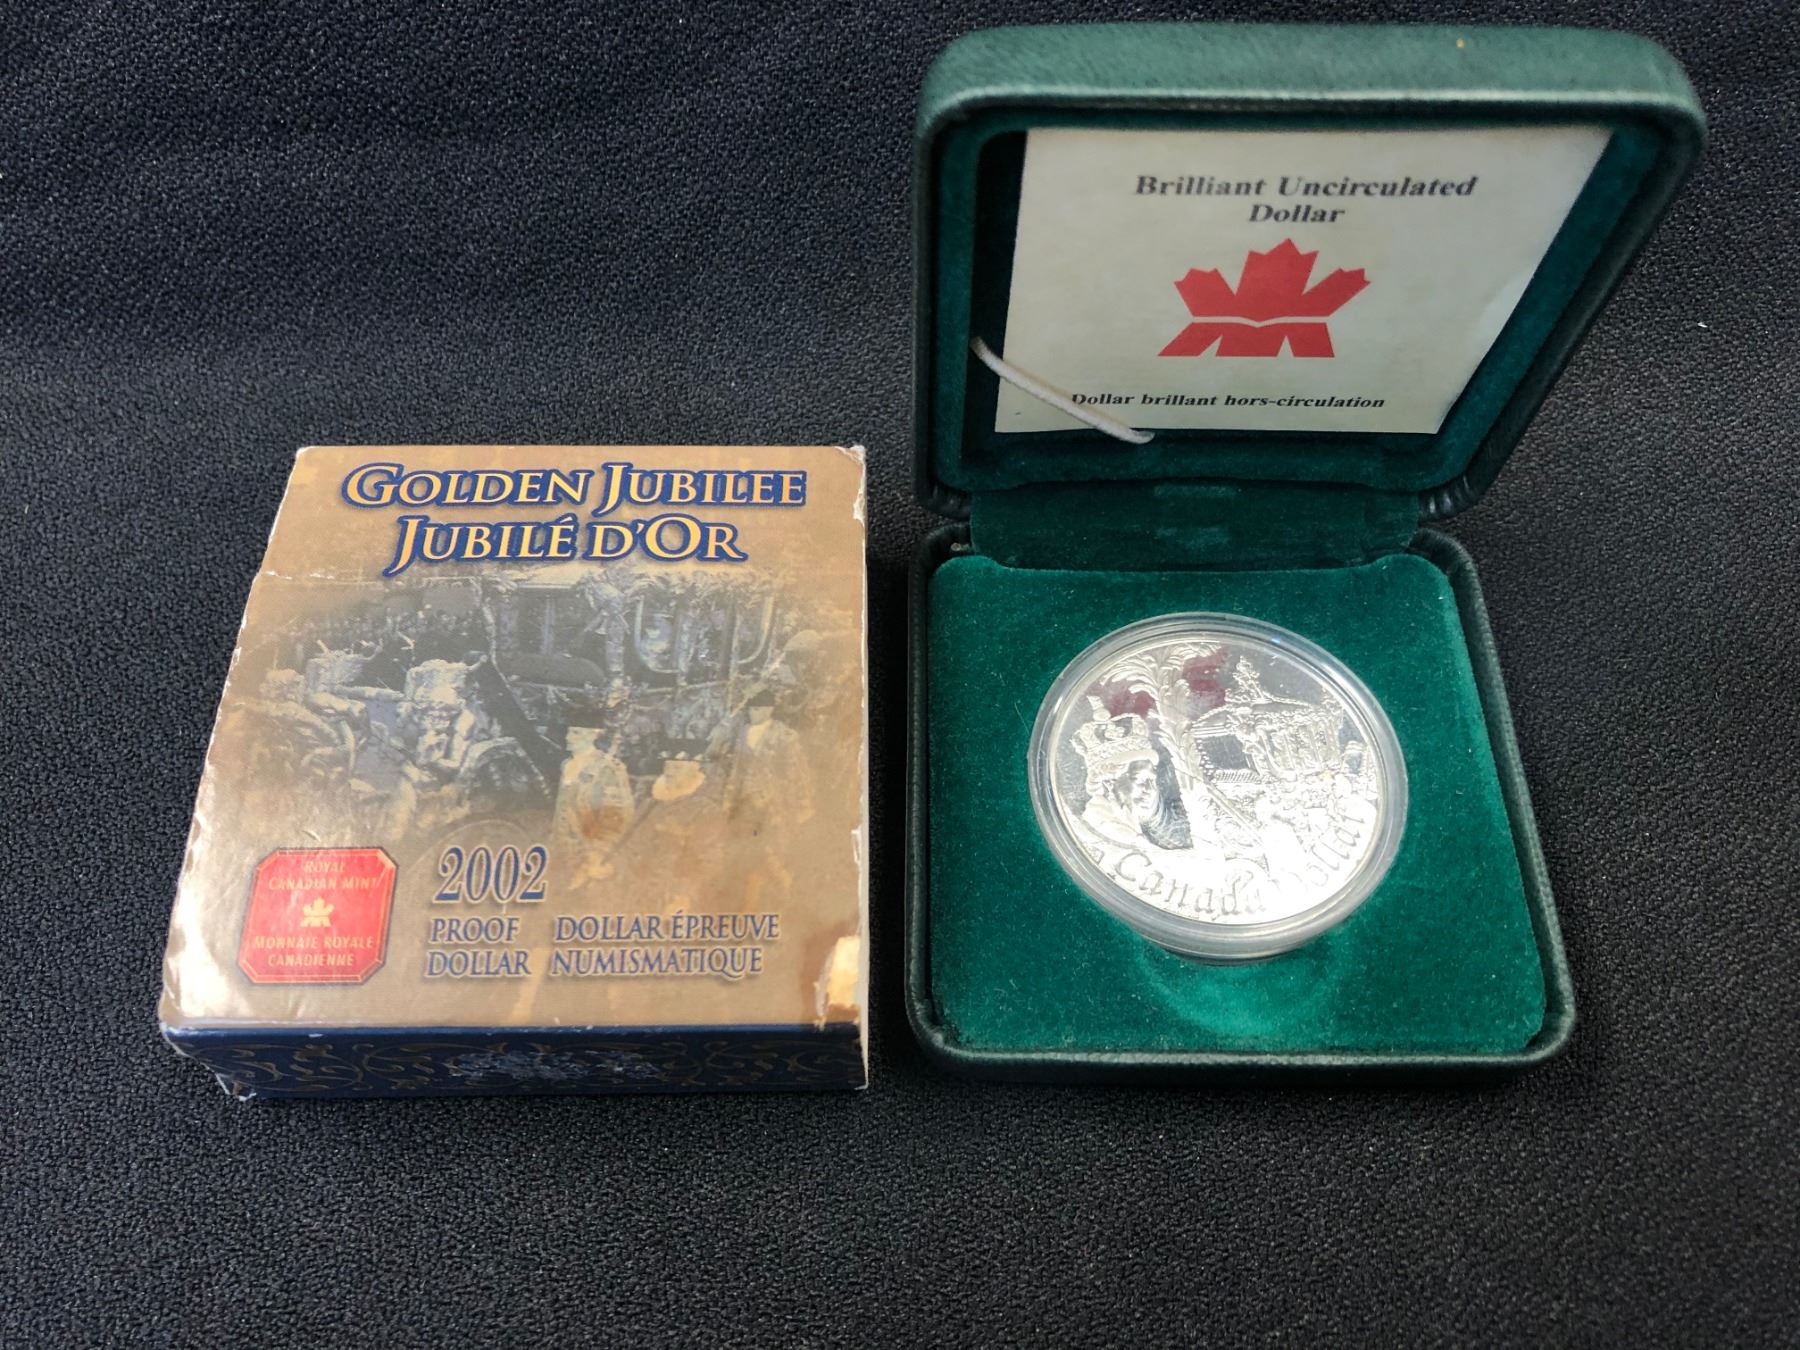 GOLDEN JUBILEE
JUBILÉ D'OR
ROYAL
CANADIAN MINT
MONNAIE ROYALE
CANADIENNE
2002
PROOF DOLLAR ÉPREUVE
DOLLAR NUMISMATIQUE
Brilliant Uncirculated
Dollar
Dollar brillant hors-circulation
Canada Dollar